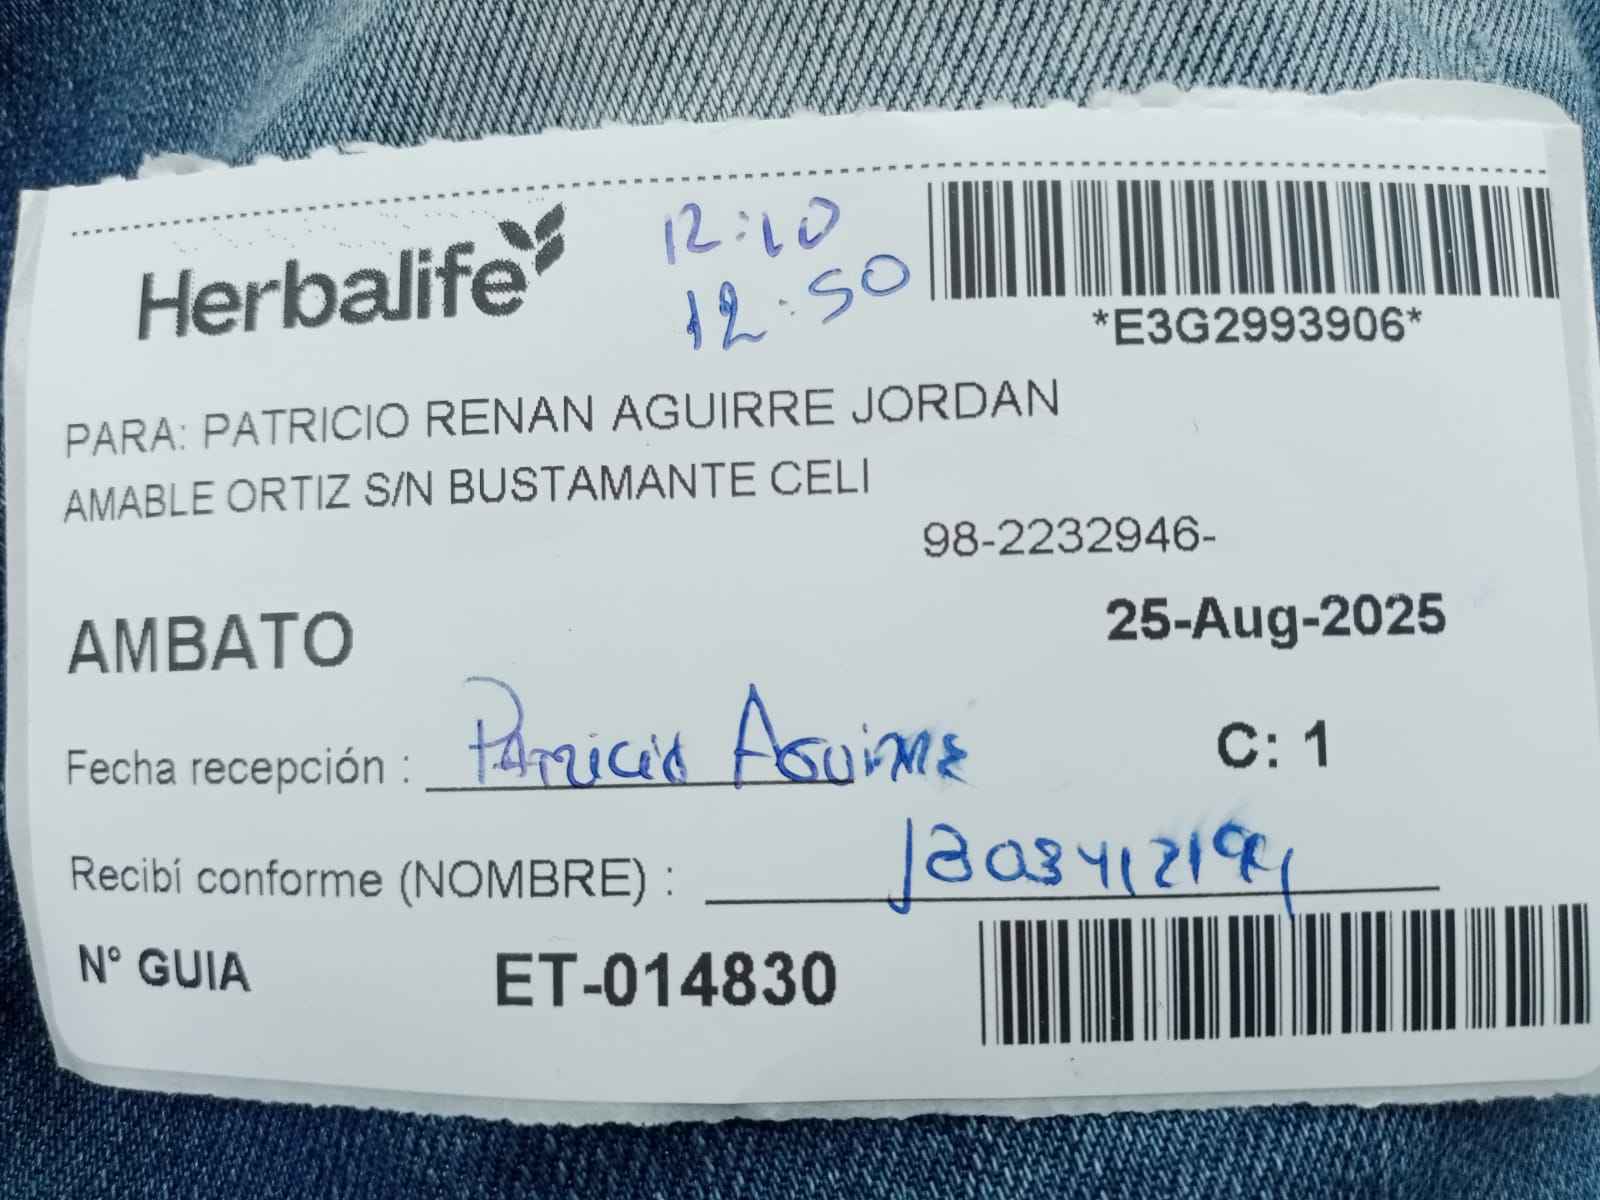 Herbalife
12:10
12:50
*E3G2993906*
PARA: PATRICIO RENAN AGUIRRE JORDAN
AMABLE ORTIZ S/N BUSTAMANTE CELI
98-2232946-
AMBATO
25-Aug-2025
Fecha recepción : Patricio Aguirre
C: 1
Recibí conforme (NOMBRE) :
N° GUIA ET-014830